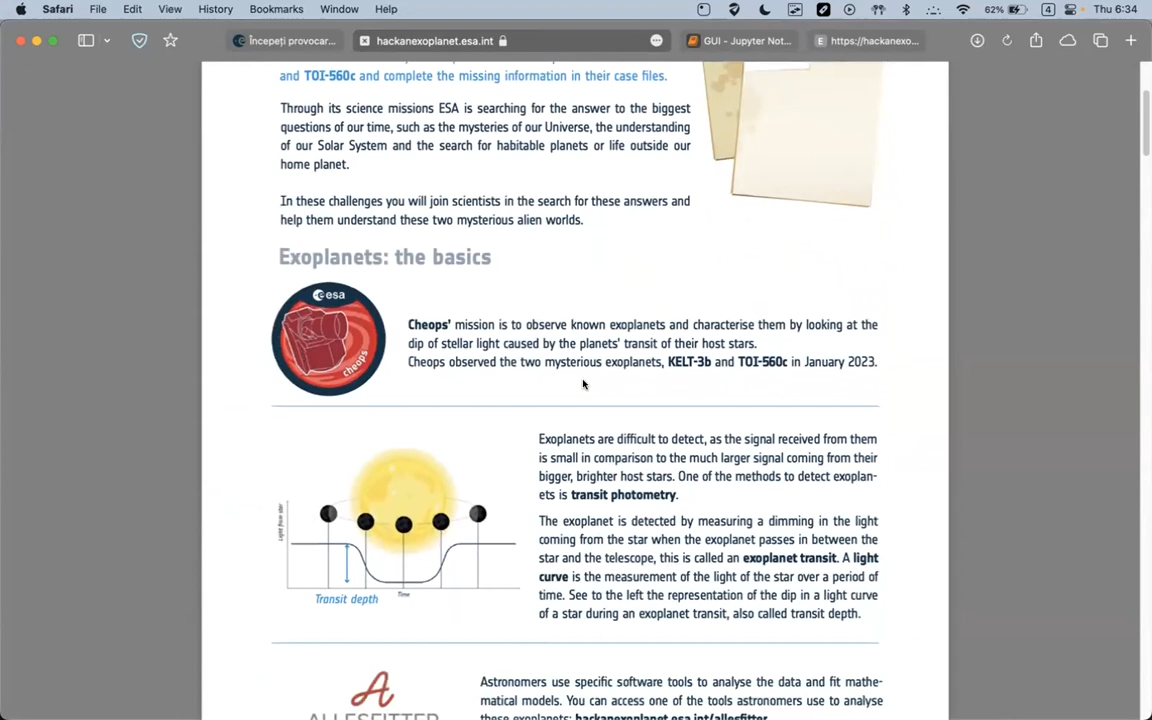 Safari File Edit View History Bookmarks Window Help 62% 4 Thu 6:34
Începeți provocar... hackanexoplanet.esa.int GUI - Jupyter Not... E https://hackanexo...
and TOI-560c and complete the missing information in their case files.
Through its science missions ESA is searching for the answer to the biggest
questions of our time, such as the mysteries of our Universe, the understanding
of our Solar System and the search for habitable planets or life outside our
home planet.
In these challenges you will join scientists in the search for these answers and
help them understand these two mysterious alien worlds.
Exoplanets: the basics
esa
cheops
Cheops' mission is to observe known exoplanets and characterise them by looking at the
dip of stellar light caused by the planets' transit of their host stars.
Cheops observed the two mysterious exoplanets, KELT-3b and TOI-560c in January 2023.
Light from star
Time
Transit depth
Exoplanets are difficult to detect, as the signal received from them
is small in comparison to the much larger signal coming from their
bigger, brighter host stars. One of the methods to detect exoplan-
ets is transit photometry.
The exoplanet is detected by measuring a dimming in the light
coming from the star when the exoplanet passes in between the
star and the telescope, this is called an exoplanet transit. A light
curve is the measurement of the light of the star over a period of
time. See to the left the representation of the dip in a light curve
of a star during an exoplanet transit, also called transit depth.
ALLESFITTER
Astronomers use specific software tools to analyse the data and fit mathe-
matical models. You can access one of the tools astronomers use to analyse
these exoplanets: hackanexoplanet.esa.int/allesfitter